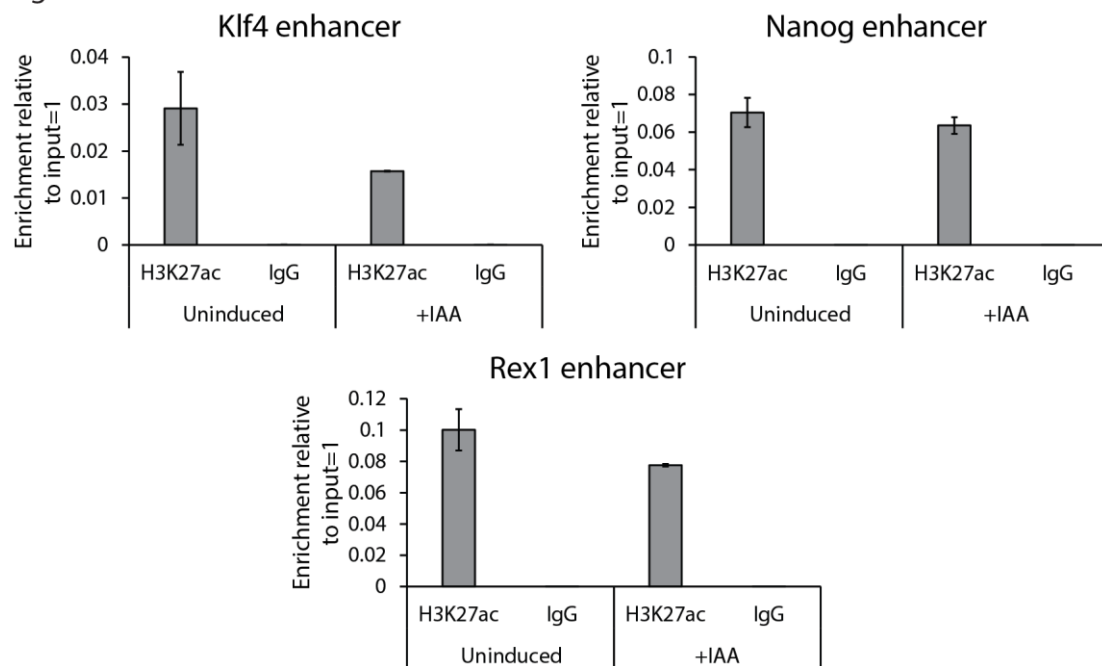 Klf4 enhancer
Enrichment relative
to input=1
0.04
0.03
0.02
0.01
0
H3K27ac IgG H3K27ac IgG
Uninduced +IAA
Nanog enhancer
Enrichment relative
to input=1
0.1
0.08
0.06
0.04
0.02
0
H3K27ac IgG H3K27ac IgG
Uninduced +IAA
Rex1 enhancer
Enrichment relative
to input=1
0.12
0.1
0.08
0.06
0.04
0.02
0
H3K27ac IgG H3K27ac IgG
Uninduced +IAA